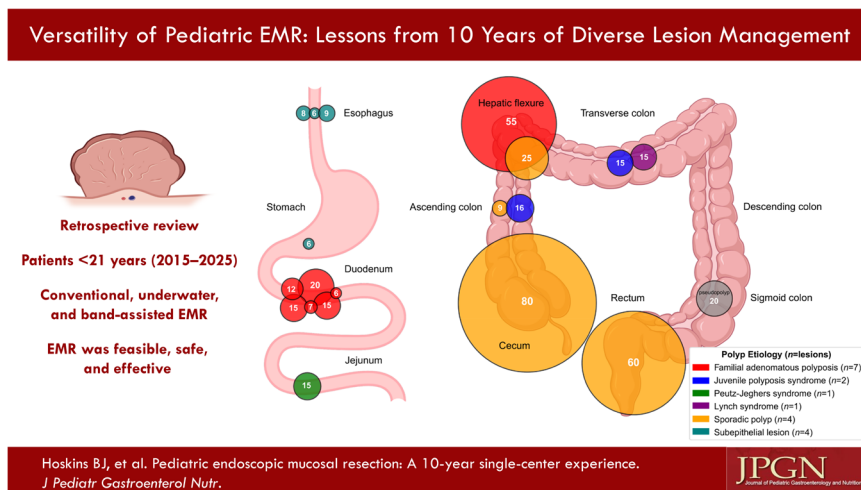 Versatility of Pediatric EMR: Lessons from 10 Years of Diverse Lesion Management
Retrospective review
Patients <21 years (2015–2025)
Conventional, underwater,
and band-assisted EMR
EMR was feasible, safe,
and effective
8
6
9
Esophagus
Stomach
6
Duodenum
12
20
6
15
7
15
Jejunum
15
Hepatic flexure
55
25
Transverse colon
15
15
Ascending colon
9
16
Descending colon
80
Cecum
Rectum
60
pseudopolyp
20
Sigmoid colon
Polyp Etiology (n=lesions)
Familial adenomatous polyposis (n=7)
Juvenile polyposis syndrome (n=2)
Peutz-Jeghers syndrome (n=1)
Lynch syndrome (n=1)
Sporadic polyp (n=4)
Subepithelial lesion (n=4)
Hoskins BJ, et al. Pediatric endoscopic mucosal resection: A 10-year single-center experience.
J Pediatr Gastroenterol Nutr.
JPGN
Journal of Pediatric Gastroenterology and Nutrition